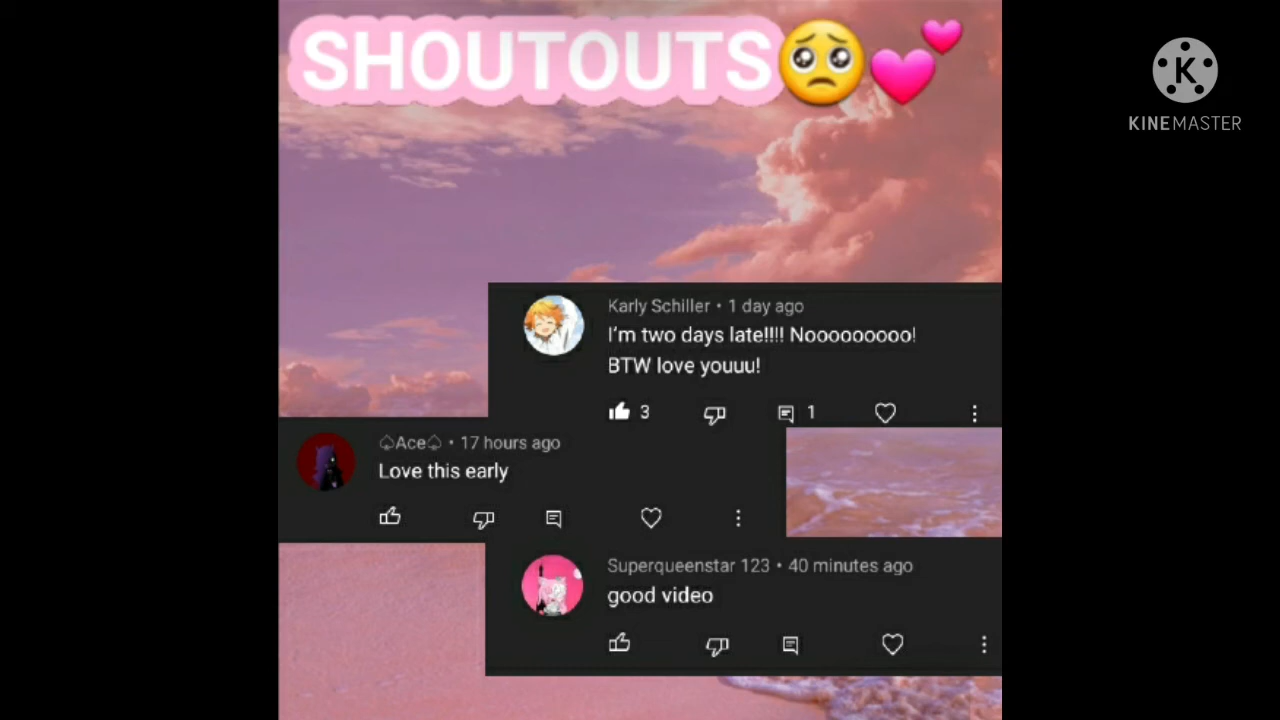 SHOUTOUTS🥺💕
KINEMASTER
Karly Schiller • 1 day ago
I'm two days late!!!! Nooooooooo!
BTW love youuu!
3 1
♤Ace♤ • 17 hours ago
Love this early
Superqueenstar 123 • 40 minutes ago
good video